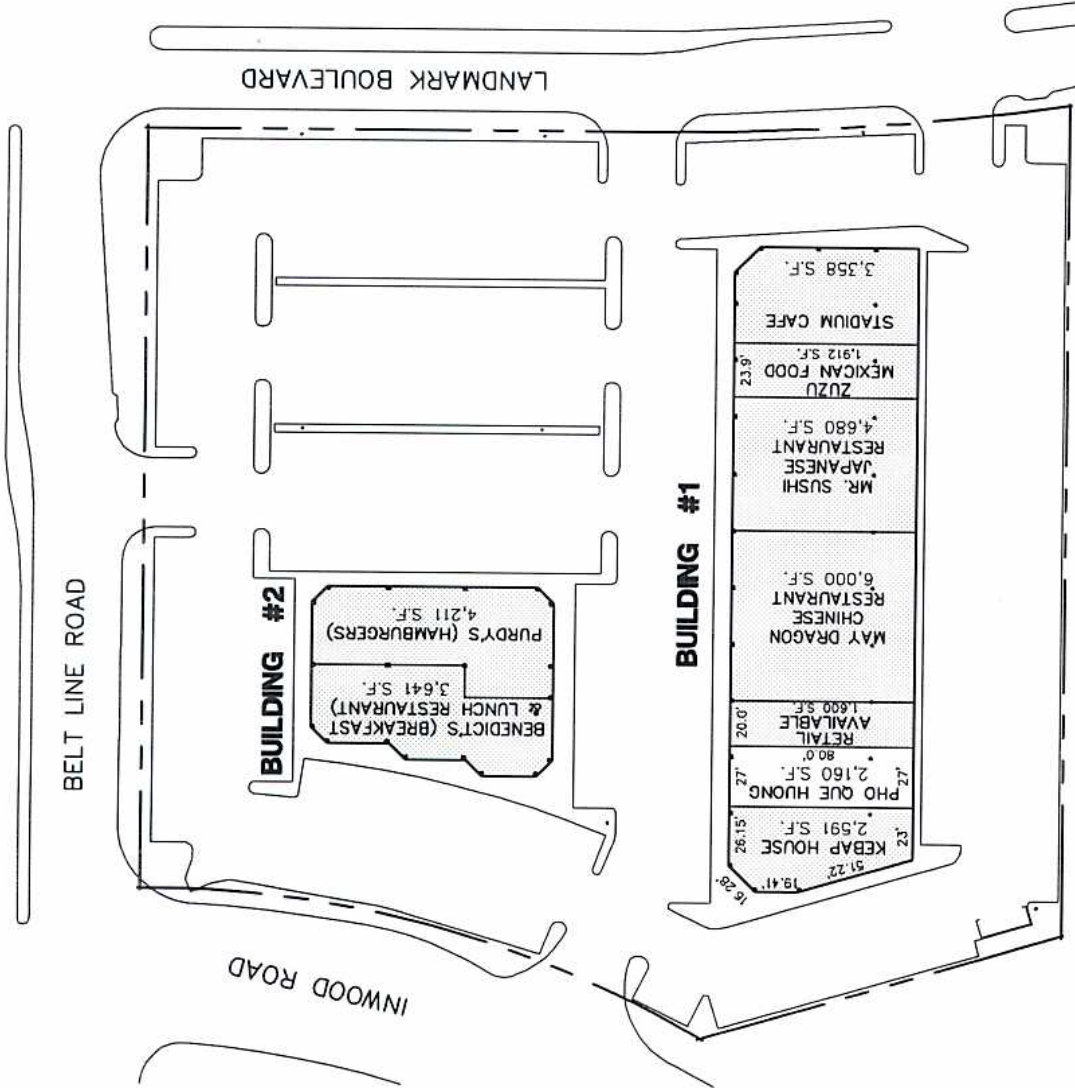 LANDMARK BOULEVARD
BELT LINE ROAD
INWOOD ROAD
BUILDING #2
PURDY'S (HAMBURGERS)
4,211 S.F.
BENEDICT'S (BREAKFAST
& LUNCH RESTAURANT)
3,641 S.F.
BUILDING #1
STADIUM CAFE
3,358 S.F.
ZUZU
MEXICAN FOOD
1,912 S.F.
23.9'
MR. SUSHI
JAPANESE
RESTAURANT
4,680 S.F.
MAY DRAGON
CHINESE
RESTAURANT
6,000 S.F.
RETAIL
AVAILABLE
1,600 S.F.
20.0'
80.0'
PHO QUE HUONG
2,160 S.F.
27'
27'
KEBAP HOUSE
2,591 S.F.
26.15'
23'
16.28'
19.41'
51.22'